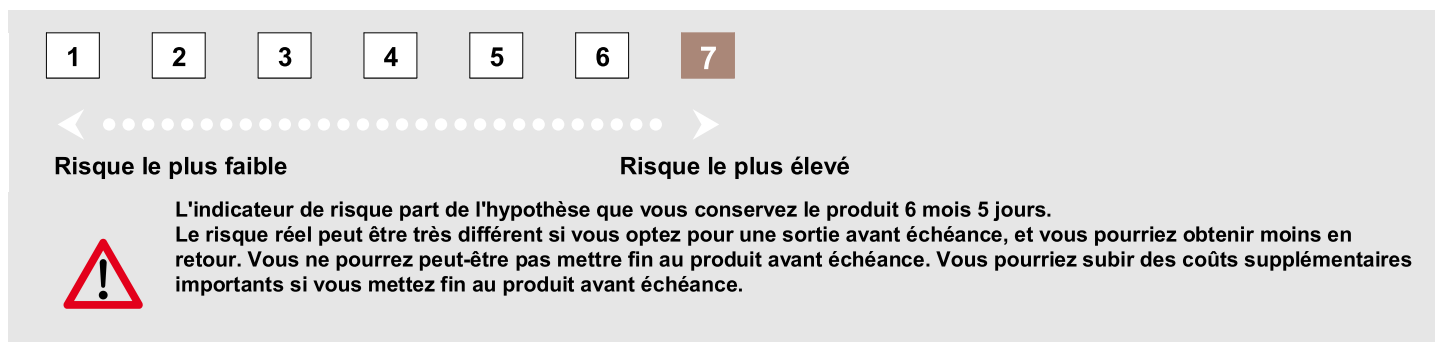 1 2 3 4 5 6 7
Risque le plus faible Risque le plus élevé
L'indicateur de risque part de l'hypothèse que vous conservez le produit 6 mois 5 jours.
Le risque réel peut être très différent si vous optez pour une sortie avant échéance, et vous pourriez obtenir moins en
retour. Vous ne pourrez peut-être pas mettre fin au produit avant échéance. Vous pourriez subir des coûts supplémentaires
importants si vous mettez fin au produit avant échéance.